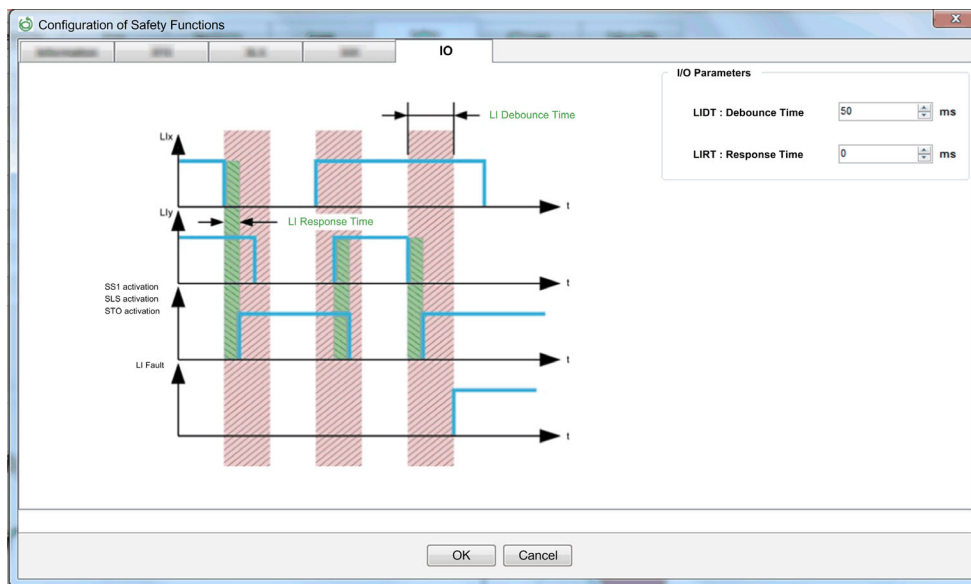 Configuration of Safety Functions
IO
I/O Parameters
LIDT : Debounce Time 50 ms
LIRT : Response Time 0 ms
LI Debounce Time
LIx
t
LIy
LI Response Time
t
SS1 activation
SLS activation
STO activation
t
LI Fault
t
OK Cancel